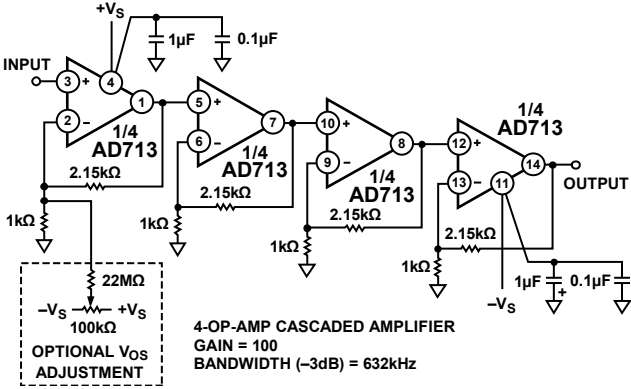 +VS
1µF
0.1µF
INPUT
3
+
4
2
–
1
1/4
AD713
2.15kΩ
1kΩ
5
+
6
–
7
1/4
AD713
2.15kΩ
1kΩ
10
+
9
–
8
1/4
AD713
2.15kΩ
1kΩ
1/4
AD713
12
+
13
–
11
14
OUTPUT
2.15kΩ
1kΩ
–VS
1µF
+
0.1µF
22MΩ
–VS
+VS
100kΩ
OPTIONAL VOS
ADJUSTMENT
4-OP-AMP CASCADED AMPLIFIER
GAIN = 100
BANDWIDTH (–3dB) = 632kHz